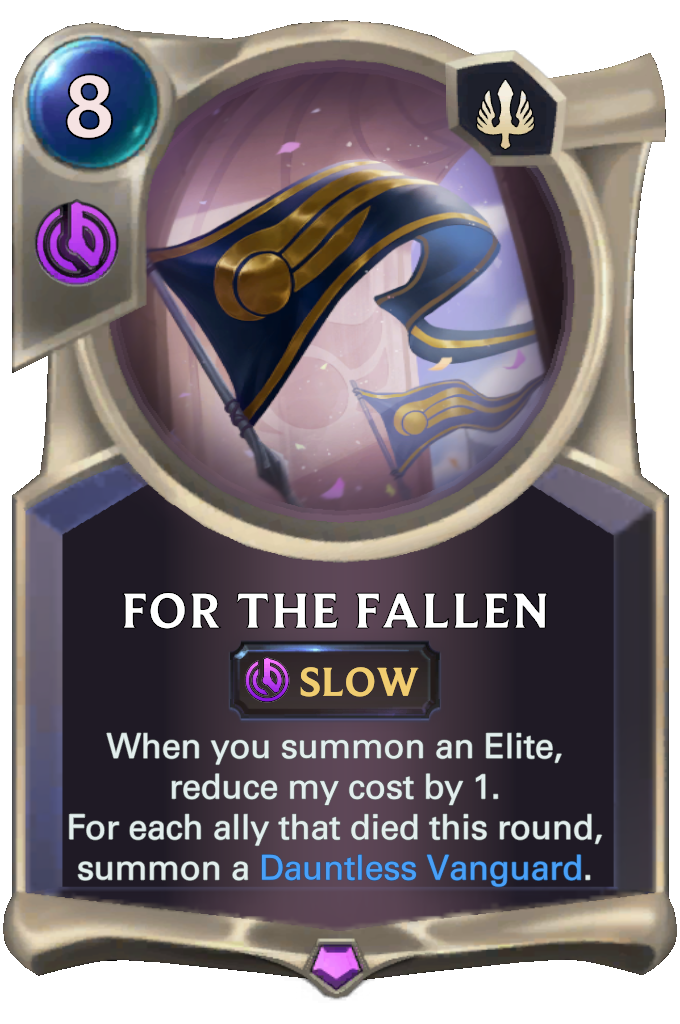 8
FOR THE FALLEN
SLOW
When you summon an Elite,
reduce my cost by 1.
For each ally that died this round,
summon a Dauntless Vanguard.